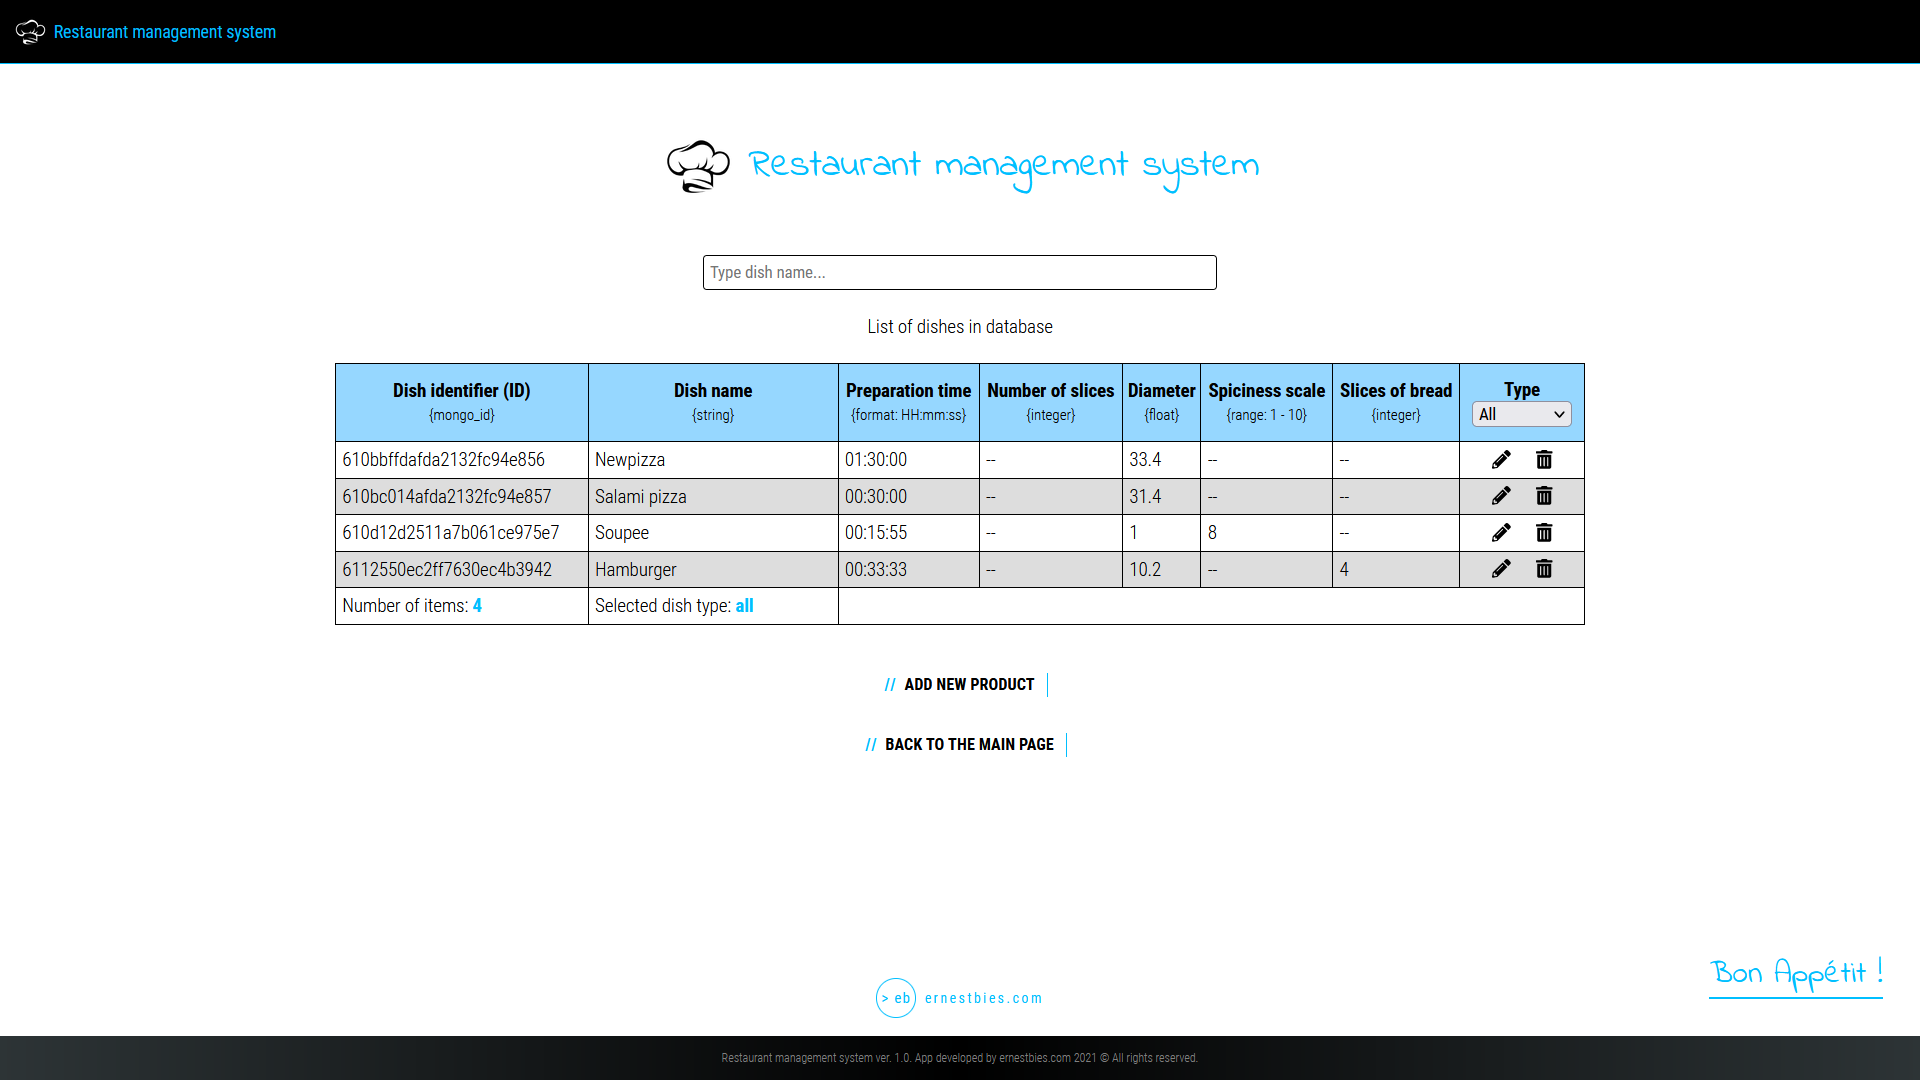 Restaurant management system
Restaurant management system
Type dish name...
List of dishes in database
Dish identifier (ID) Dish name Preparation time Number of slices Diameter Spiciness scale Slices of bread Type
{mongo_id} {string} {format: HH:mm:ss} {integer} {float} {range: 1 - 10} {integer} All
610bbffdafda2132fc94e856 Newpizza 01:30:00 -- 33.4 -- --
610bc014afda2132fc94e857 Salami pizza 00:30:00 -- 31.4 -- --
610d12d2511a7b061ce975e7 Soupee 00:15:55 -- 1 8 --
6112550ec2ff7630ec4b3942 Hamburger 00:33:33 -- 10.2 -- 4
Number of items: 4 Selected dish type: all
// ADD NEW PRODUCT
// BACK TO THE MAIN PAGE
Bon Appétit !
> eb ernestbies.com
Restaurant management system ver. 1.0. App developed by ernestbies.com 2021 © All rights reserved.